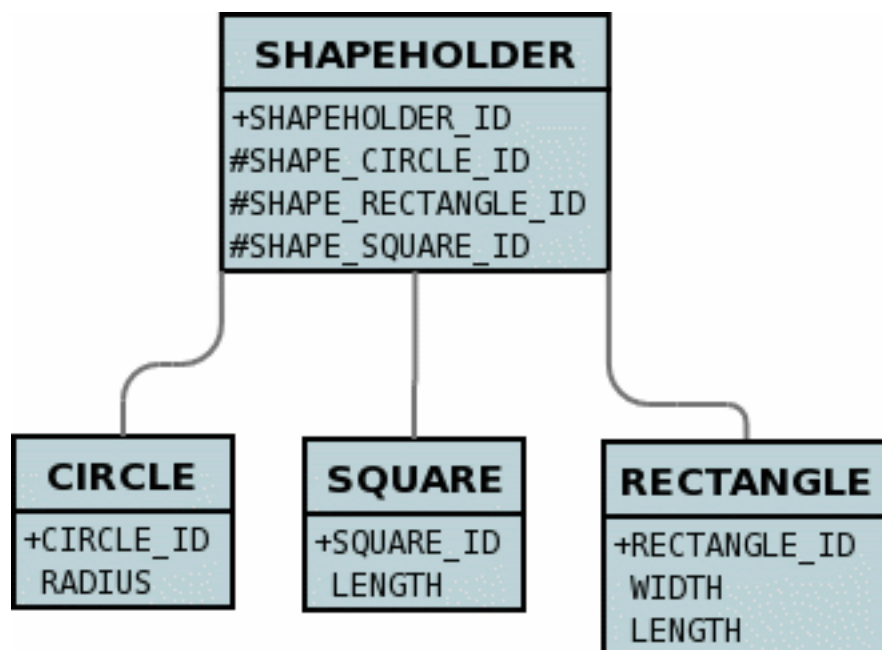 SHAPEHOLDER
+SHAPEHOLDER_ID
#SHAPE_CIRCLE_ID
#SHAPE_RECTANGLE_ID
#SHAPE_SQUARE_ID
CIRCLE
+CIRCLE_ID
RADIUS
SQUARE
+SQUARE_ID
LENGTH
RECTANGLE
+RECTANGLE_ID
WIDTH
LENGTH